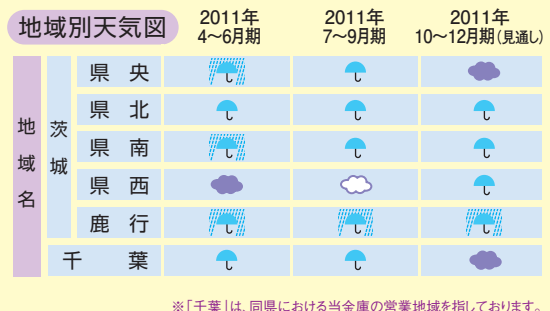 地域別天気図
2011年
4～6月期
2011年
7～9月期
2011年
10～12月期(見通し)
地域名
茨城
県央
県北
県南
県西
鹿行
千葉
※「千葉」は、同県における当金庫の営業地域を指しております。